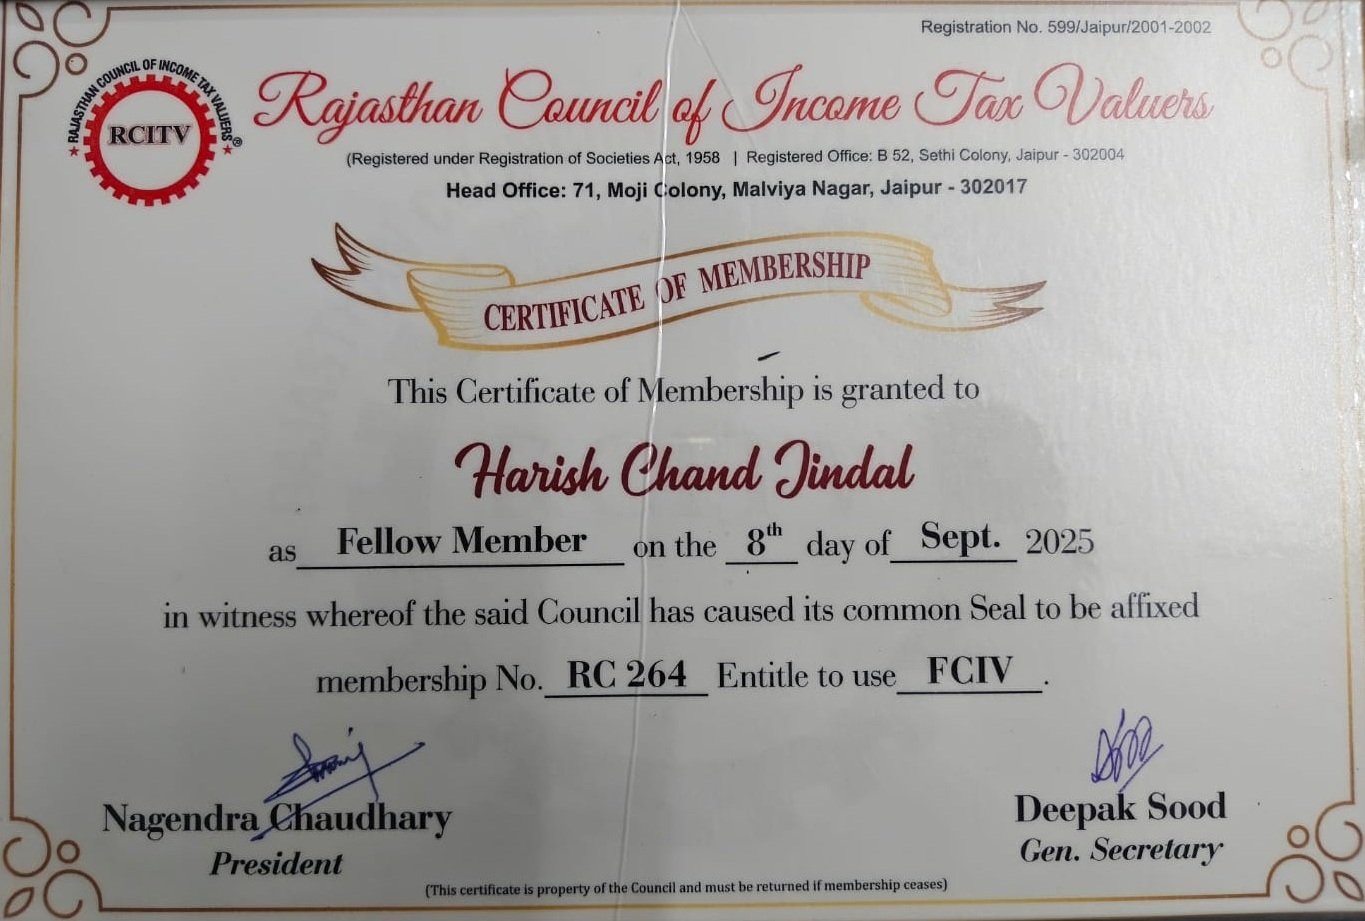 Registration No. 599/Jaipur/2001-2002
RAJASTHAN COUNCIL OF INCOME TAX VALUERS®
RCITV
Rajasthan Council of Income Tax Valuers
(Registered under Registration of Societies Act, 1958 | Registered Office: B 52, Sethi Colony, Jaipur - 302004
Head Office: 71, Moji Colony, Malviya Nagar, Jaipur - 302017
CERTIFICATE OF MEMBERSHIP
This Certificate of Membership is granted to
Harish Chand Jindal
as Fellow Member on the 8th day of Sept. 2025
in witness whereof the said Council has caused its common Seal to be affixed
membership No. RC 264 Entitle to use FCIV.
Nagendra Chaudhary
President
Deepak Sood
Gen. Secretary
(This certificate is property of the Council and must be returned if membership ceases)